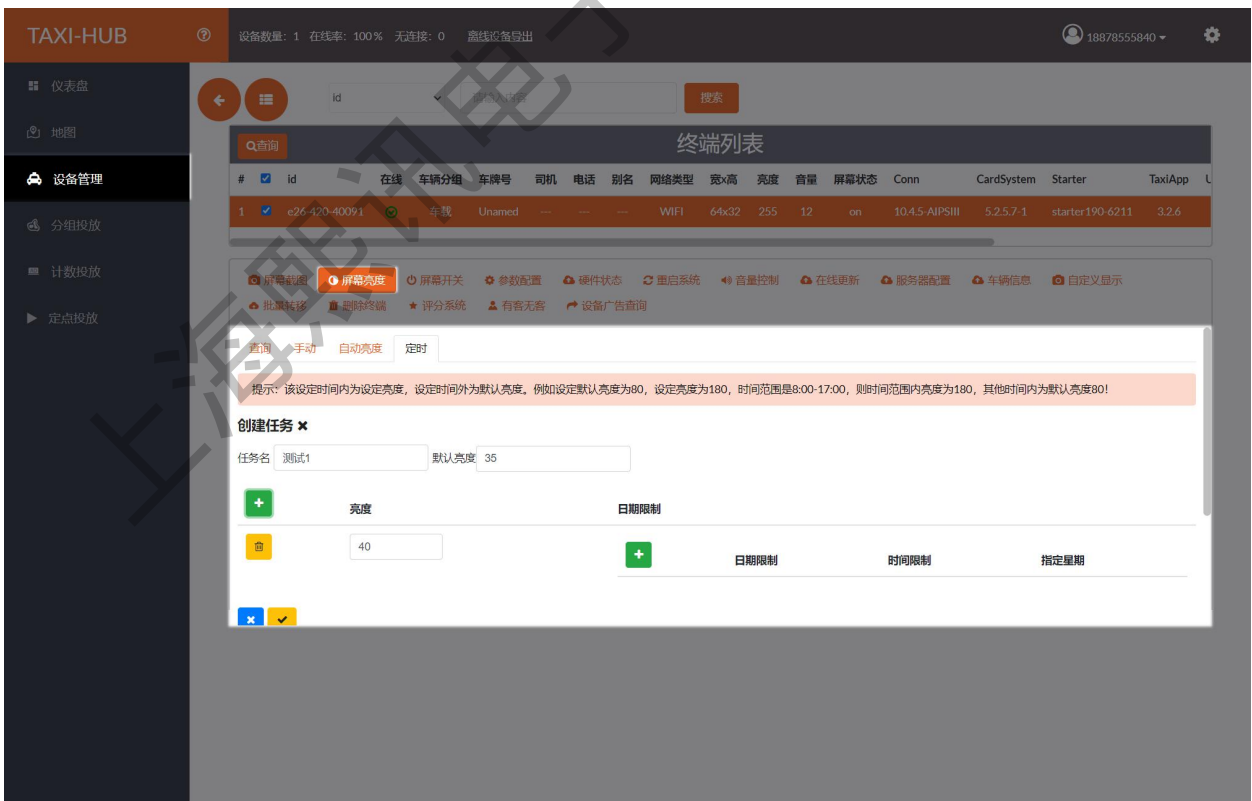 TAXI-HUB 设备数量：1 在线率：100% 无连接：0 离线设备导出 18878555840
仪表盘
地图
设备管理
分组投放
计数投放
定点投放
id 请输入内容 搜索
查询 终端列表
# id 在线 车辆分组 车牌号 司机 电话 别名 网络类型 宽x高 亮度 音量 屏幕状态 Conn CardSystem Starter TaxiApp
1 e26-420-40091 车载 Unamed --- --- --- WIFI 64x32 255 12 on 10.4.5-AIPSIII 5.2.5.7-1 starter190-6211 3.2.6
屏幕截图 屏幕亮度 屏幕开关 参数配置 硬件状态 重启系统 音量控制 在线更新 服务器配置 车辆信息 自定义显示
批量转移 删除终端 评分系统 有客无客 设备广告查询
查询 手动 自动亮度 定时
提示：该设定时间内为设定亮度，设定时间外为默认亮度。例如设定默认亮度为80，设定亮度为180，时间范围是8:00-17:00，则时间范围内亮度为180，其他时间内为默认亮度80！
创建任务
任务名 测试1 默认亮度 35
亮度 日期限制
40
日期限制 时间限制 指定星期
上海熙讯电子